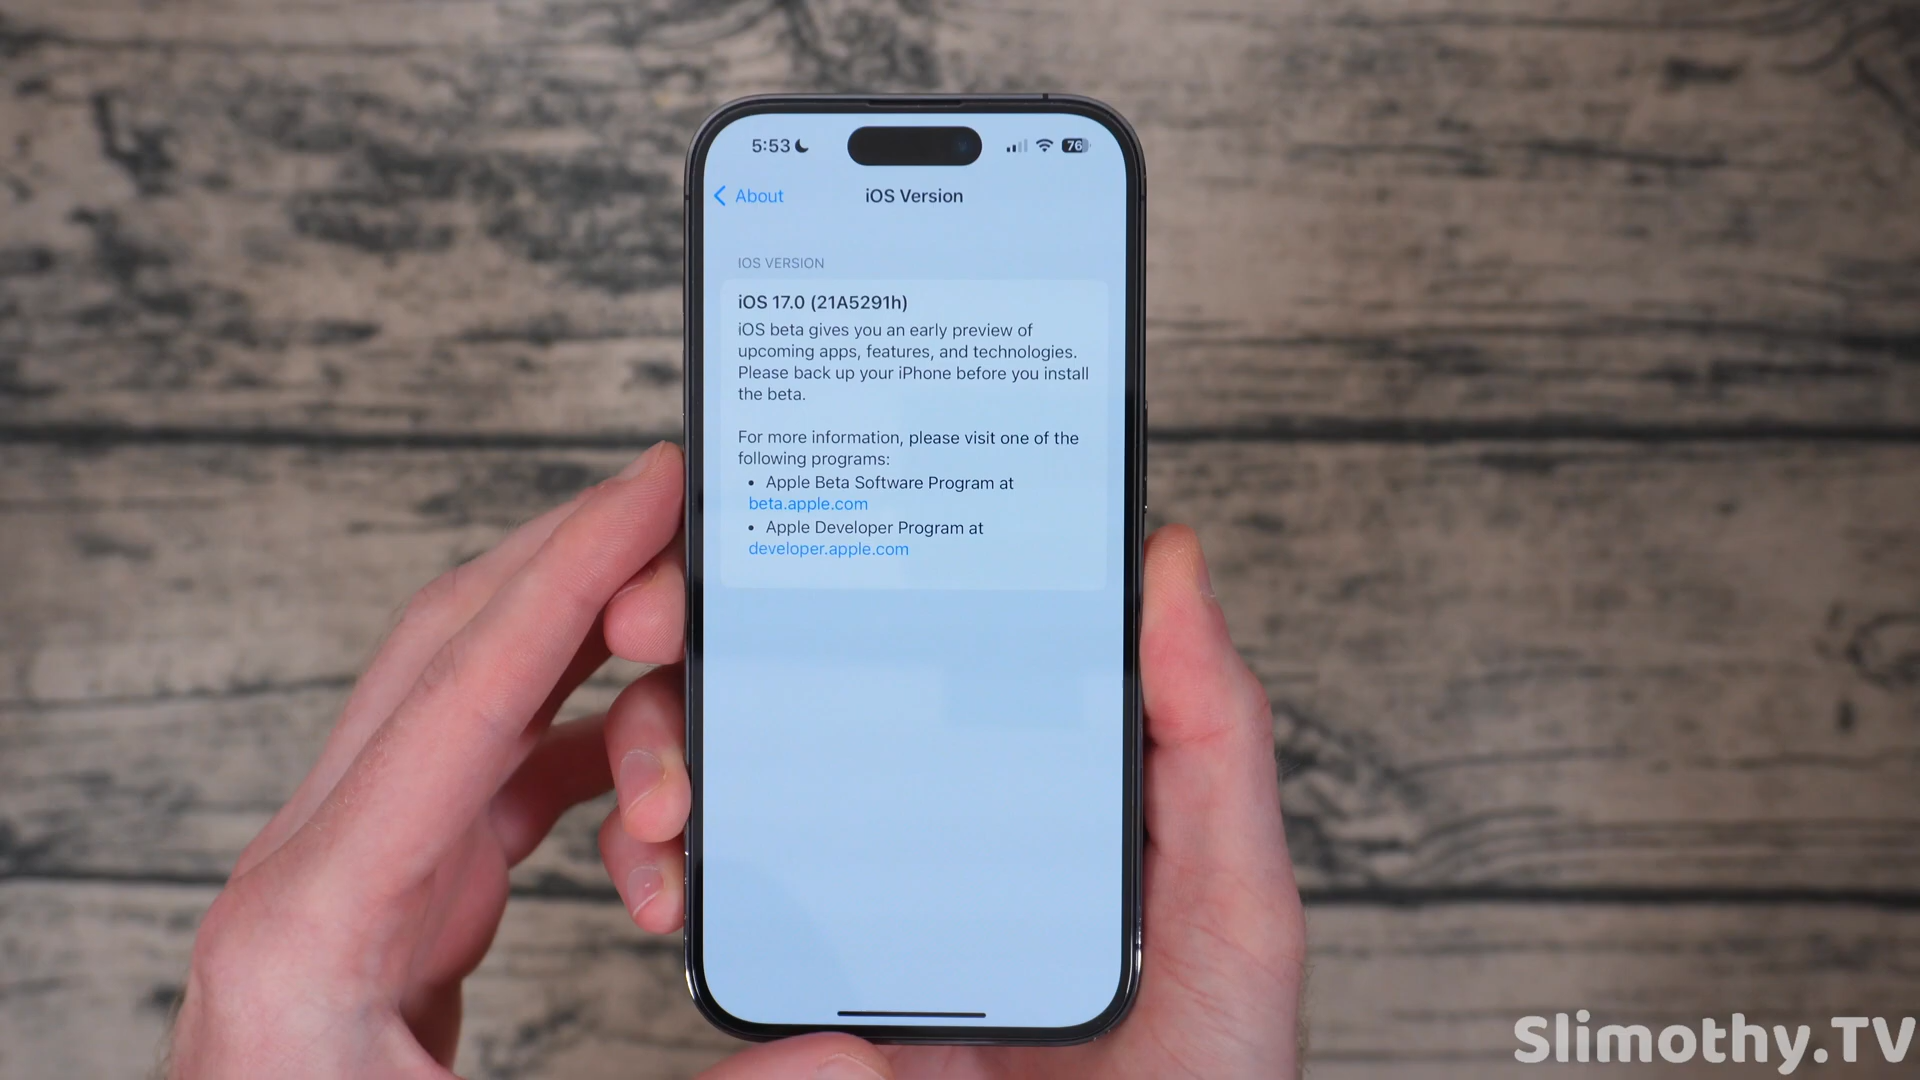 5:53
76
About
iOS Version
IOS VERSION
iOS 17.0 (21A5291h)
iOS beta gives you an early preview of
upcoming apps, features, and technologies.
Please back up your iPhone before you install
the beta.
For more information, please visit one of the
following programs:
• Apple Beta Software Program at
beta.apple.com
• Apple Developer Program at
developer.apple.com
Slimothy.TV